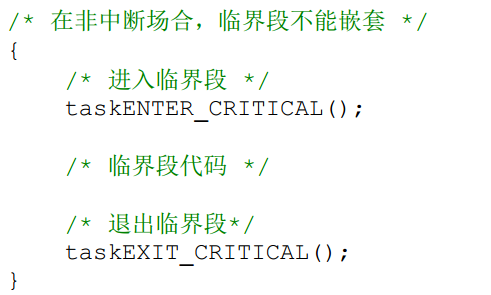 /* 在非中断场合，临界段不能嵌套 */
{
/* 进入临界段 */
taskENTER_CRITICAL();
/* 临界段代码 */
/* 退出临界段*/
taskEXIT_CRITICAL();
}